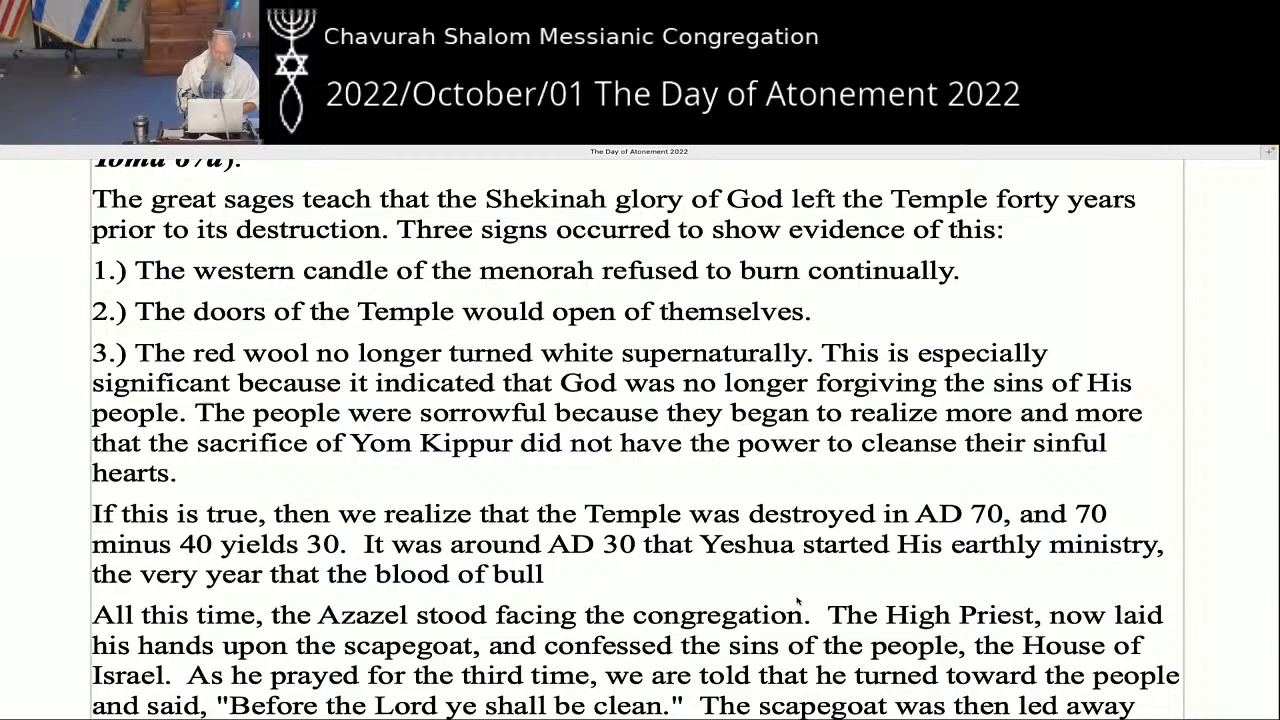 Chavurah Shalom Messianic Congregation
2022/October/01 The Day of Atonement 2022
The Day of Atonement 2022
The great sages teach that the Shekinah glory of God left the Temple forty years
prior to its destruction. Three signs occurred to show evidence of this:
1.) The western candle of the menorah refused to burn continually.
2.) The doors of the Temple would open of themselves.
3.) The red wool no longer turned white supernaturally. This is especially
significant because it indicated that God was no longer forgiving the sins of His
people. The people were sorrowful because they began to realize more and more
that the sacrifice of Yom Kippur did not have the power to cleanse their sinful
hearts.
If this is true, then we realize that the Temple was destroyed in AD 70, and 70
minus 40 yields 30.  It was around AD 30 that Yeshua started His earthly ministry,
the very year that the blood of bull
All this time, the Azazel stood facing the congregation.  The High Priest, now laid
his hands upon the scapegoat, and confessed the sins of the people, the House of
Israel.  As he prayed for the third time, we are told that he turned toward the people
and said, "Before the Lord ye shall be clean."  The scapegoat was then led away